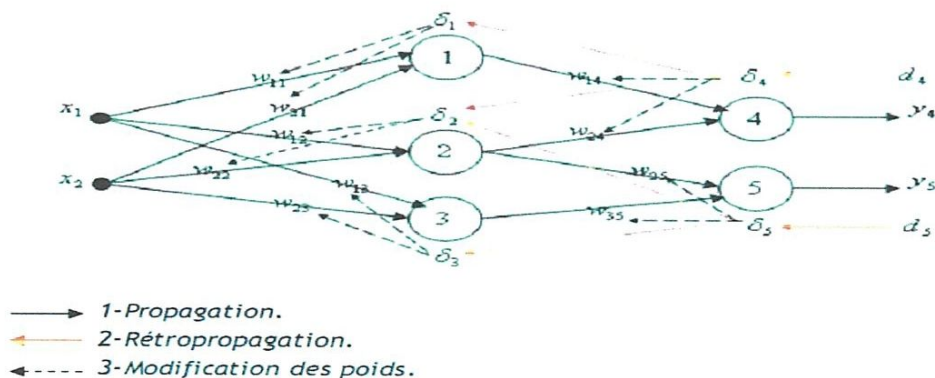 δ1
1
w11
w14
δ4
d4
x1
w21
4
y4
δ2
w12
2
w24
w22
x2
w13
w25
5
y5
w23
3
w35
δ5
d5
δ3
1-Propagation.
2-Rétropropagation.
3-Modification des poids.